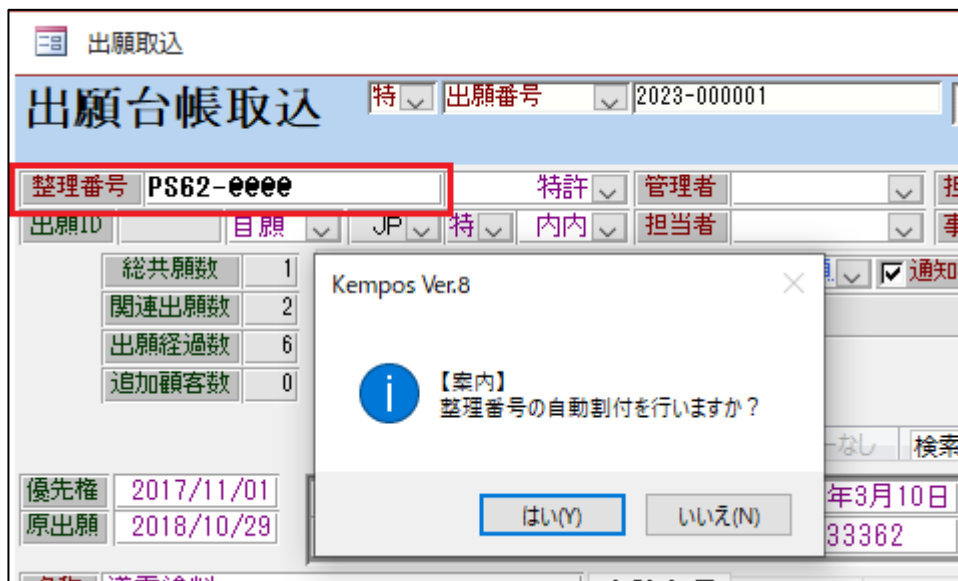 出願取込
出願台帳取込 特 出願番号 2023-000001
整理番号 PS62-@@@@ 特許 管理者
出願ID 自願 JP 特 内内 担当者
総共願数 1
関連出願数 2
出願経過数 6
追加顧客数 0
通知
Kempos Ver.8
【案内】
整理番号の自動割付を行いますか？
はい(Y) いいえ(N)
なし 検索
優先権 2017/11/01 年3月10日
原出願 2018/10/29 33362